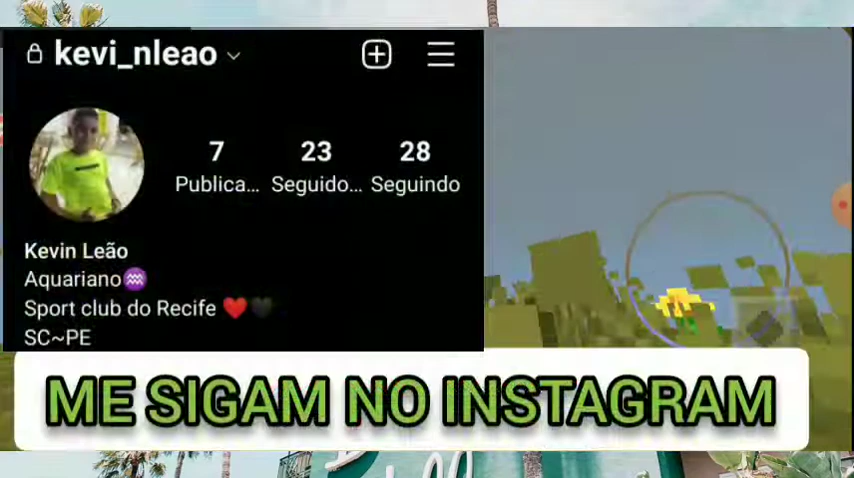 kevi_nleao
7 23 28
Publica... Seguido... Seguindo
Kevin Leão
Aquariano♒
Sport club do Recife ❤️🖤
SC~PE
ME SIGAM NO INSTAGRAM